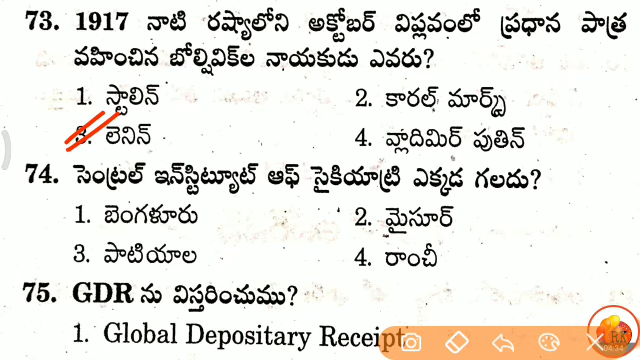 73. 1917 నాటి రష్యాలోని అక్టోబర్ విప్లవంలో ప్రధాన పాత్ర
వహించిన బోల్షివిక్‌ల నాయకుడు ఎవరు?
1. స్టాలిన్ 2. కారల్ మార్క్స్
3. లెనిన్ 4. వ్లాదిమిర్ పుతిన్
74. సెంట్రల్ ఇన్‌స్టిట్యూట్ ఆఫ్ సైకియాట్రి ఎక్కడ గలదు?
1. బెంగళూరు 2. మైసూర్
3. పాటియాల 4. రాంచీ
75. GDR ను విస్తరించుము?
1. Global Depositary Receipt